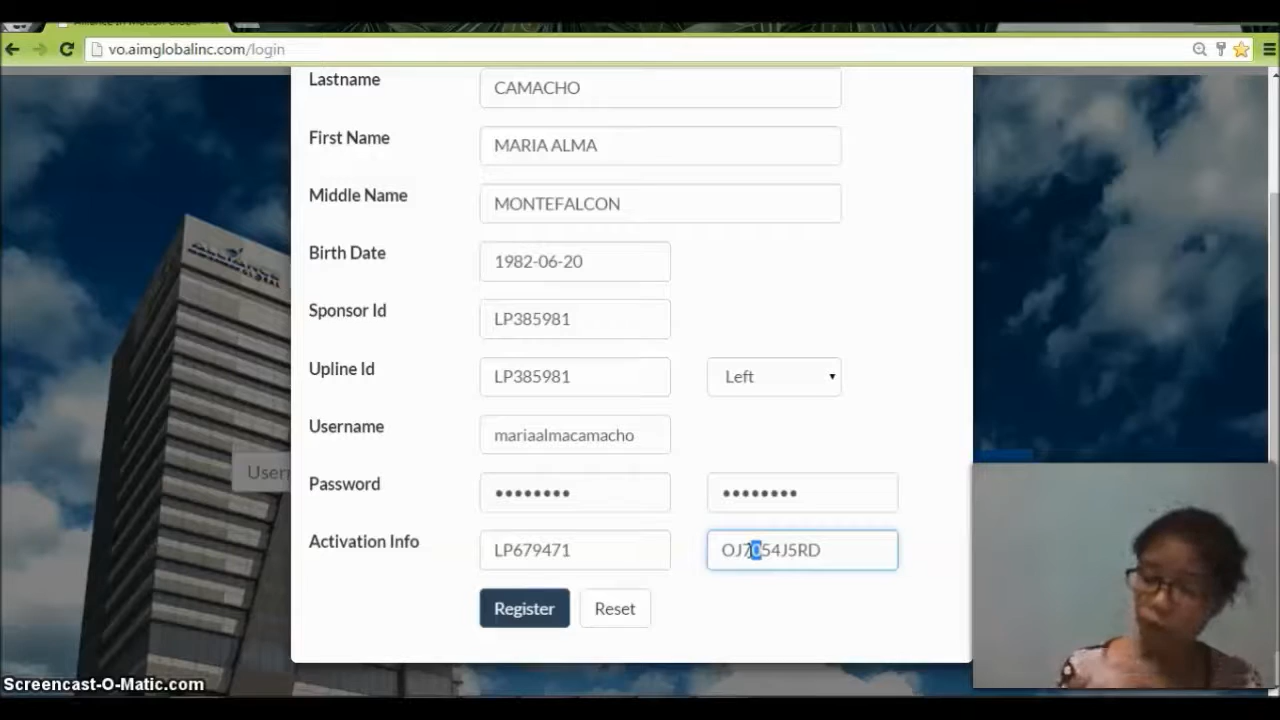 vo.aimglobalinc.com/login
Lastname CAMACHO
First Name MARIA ALMA
Middle Name MONTEFALCON
Birth Date 1982-06-20
Sponsor Id LP385981
Upline Id LP385981 Left
Username mariaalmacamacho
User
Password •••••••• ••••••••
Activation Info LP679471 OJ7054J5RD
Register Reset
Screencast-O-Matic.com